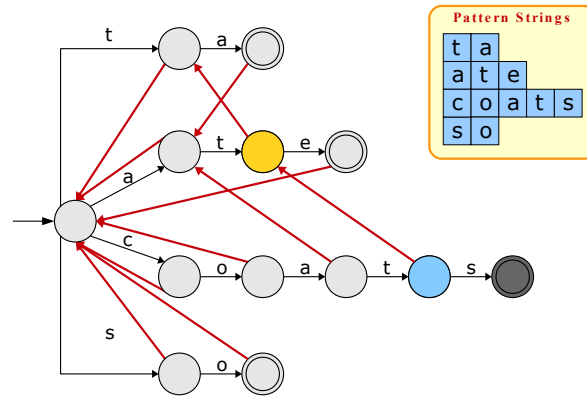 Pattern Strings
t a
a t e
c o a t s
s o
t a
t e
a
c
o a t s
s
o